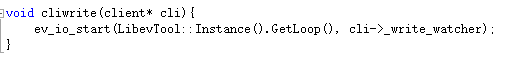 void cliwrite(client* cli){
    ev_io_start(LibevTool::Instance().GetLoop(), cli->_write_watcher);
}